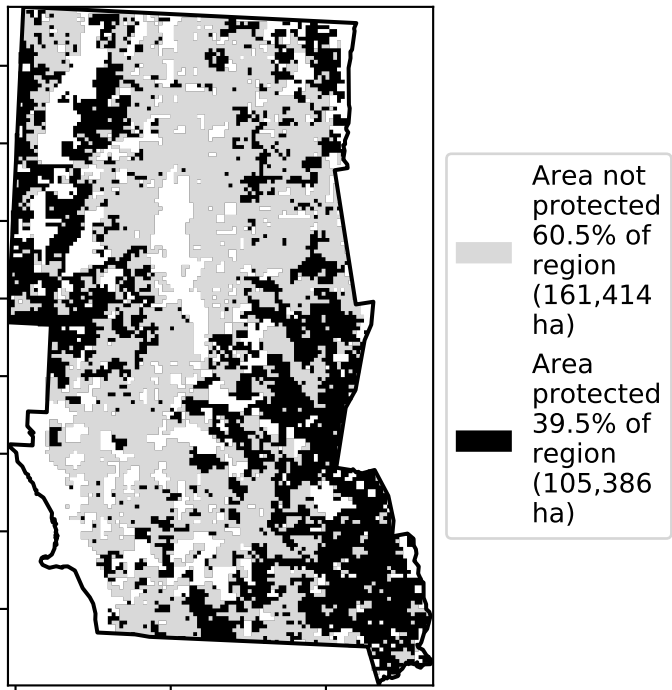 Area not
protected
60.5% of
region
(161,414
ha)
Area
protected
39.5% of
region
(105,386
ha)